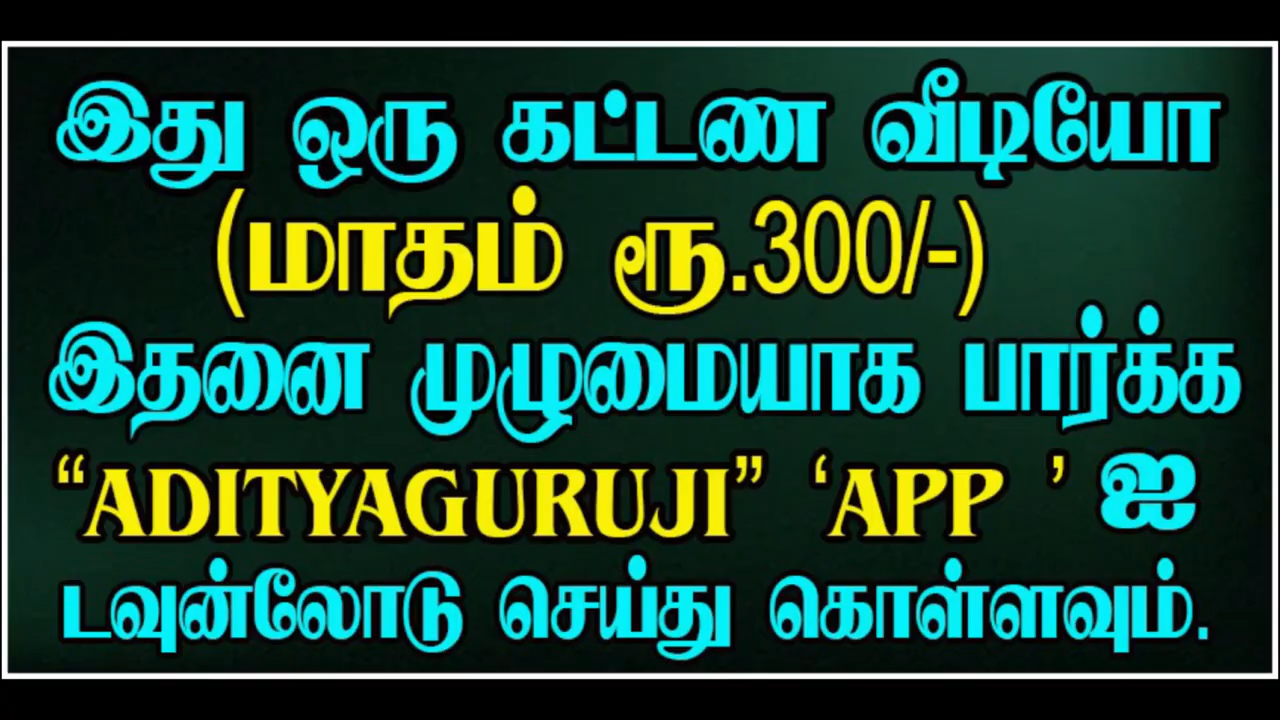 இது ஒரு கட்டண வீடியோ
(மாதம் ரூ.300/-)
இதனை முழுமையாக பார்க்க
“ADITYAGURUJI” ‘APP ’ ஐ
டவுன்லோடு செய்து கொள்ளவும்.